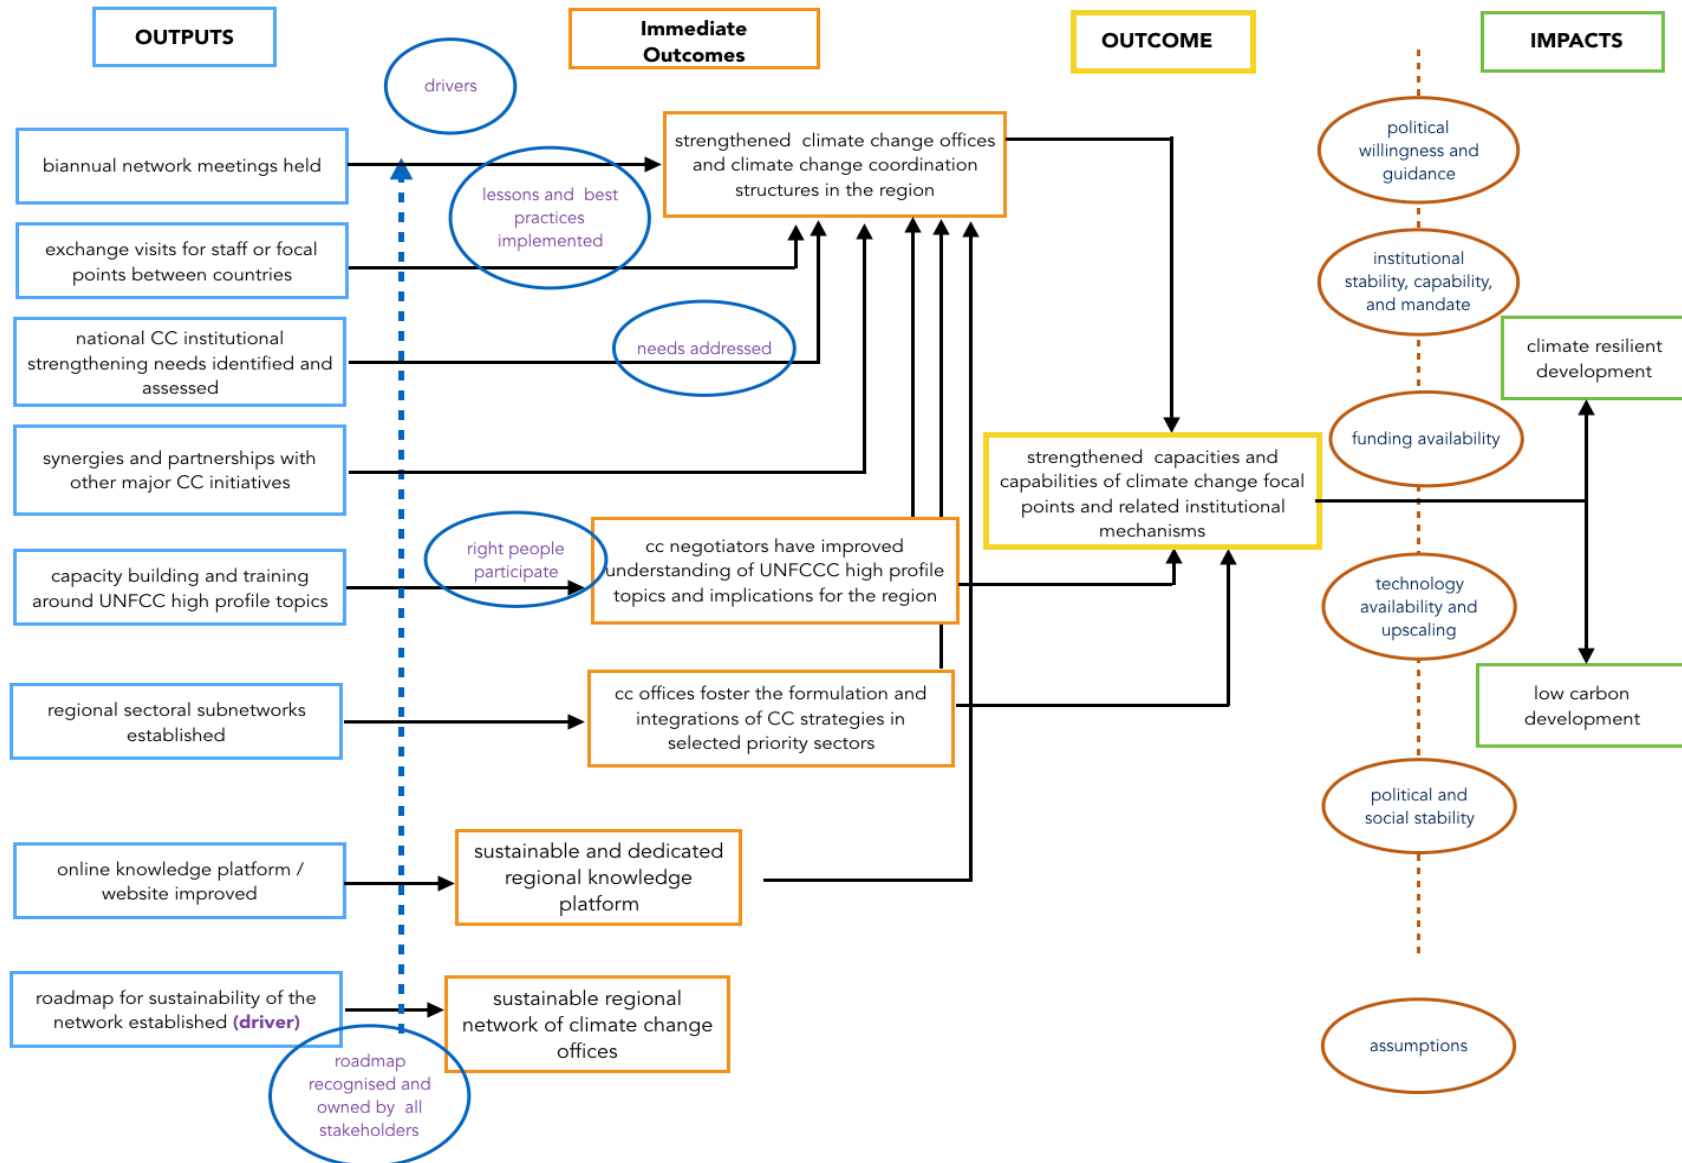 OUTPUTS
Immediate
Outcomes
OUTCOME
IMPACTS
drivers
biannual network meetings held
lessons and best
practices
implemented
strengthened climate change offices
and climate change coordination
structures in the region
political
willingness and
guidance
exchange visits for staff or focal
points between countries
institutional
stability, capability,
and mandate
national CC institutional
strengthening needs identified and
assessed
needs addressed
climate resilient
development
funding availability
synergies and partnerships with
other major CC initiatives
strengthened capacities and
capabilities of climate change focal
points and related institutional
mechanisms
capacity building and training
around UNFCC high profile topics
right people
participate
cc negotiators have improved
understanding of UNFCCC high profile
topics and implications for the region
technology
availability and
upscaling
regional sectoral subnetworks
established
cc offices foster the formulation and
integrations of CC strategies in
selected priority sectors
low carbon
development
political and
social stability
online knowledge platform /
website improved
sustainable and dedicated
regional knowledge
platform
roadmap for sustainability of the
network established (driver)
sustainable regional
network of climate change
offices
roadmap
recognised and
owned by all
stakeholders
assumptions